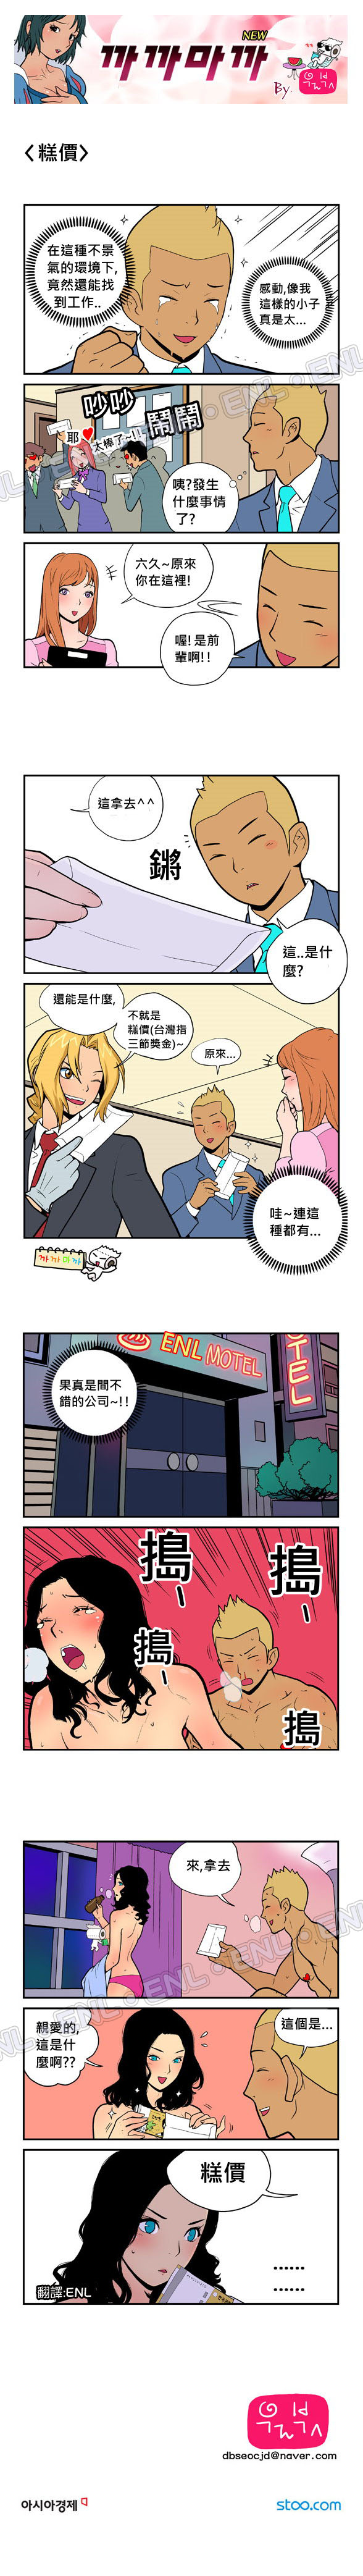 NEW
까까마까
By.
〈糕價〉
在這種不景
氣的環境下,
竟然還能找
到工作..
感動,像我
這樣的小子
真是太...
吵吵
鬧鬧
耶♥
太棒了~!!
咦?發生
什麼事情
了?
六久~原來
你在這裡!
喔!是前
輩啊!!
這拿去^^
鏘
這..是什
麼?
還能是什麼,
不就是
糕價(台灣指
三節獎金)~
原來...
哇~連這
種都有...
까까마까
ENL MOTEL
TEL
果真是間不
錯的公司~!!
搗~
搗~
搗~
搗
來,拿去
親愛的,
這是什
麼啊??
這個是...
糕價
......
......
翻譯:ENL
ENL
dbseocjd@naver.com
아시아경제
stoo.com